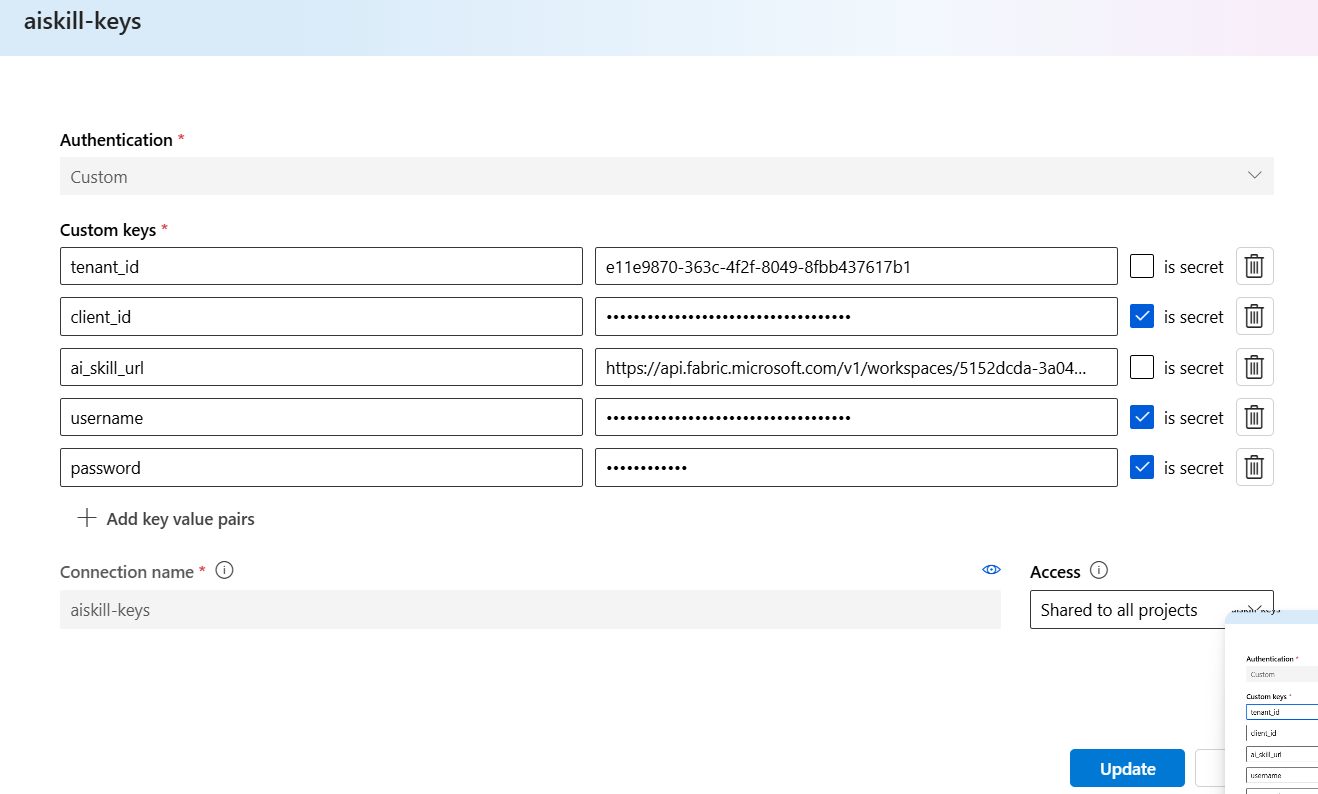 aiskill-keys
Authentication *
Custom
Custom keys *
tenant_id e11e9870-363c-4f2f-8049-8fbb437617b1 is secret
client_id •••••••••••••••••••••••••••••••••••• is secret
ai_skill_url https://api.fabric.microsoft.com/v1/workspaces/5152dcda-3a04... is secret
username •••••••••••••••••••••••••••••••••••• is secret
password •••••••••••• is secret
Add key value pairs
Connection name * Access
aiskill-keys Shared to all projects
Update
aiskill-keys
Authentication *
Custom
Custom keys *
tenant_id
client_id
ai_skill_url
username